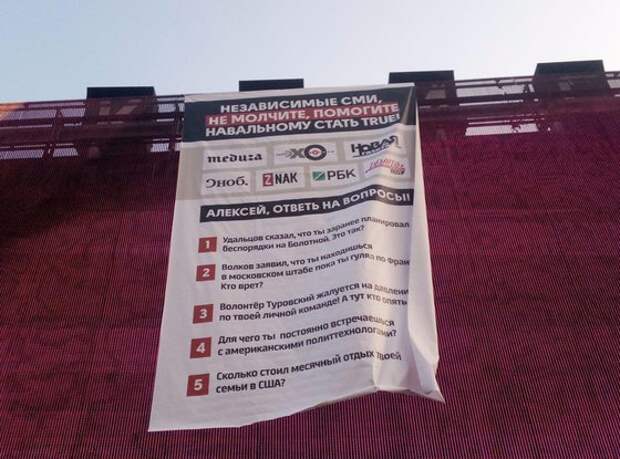 НЕЗАВИСИМЫЕ СМИ,
НЕ МОЛЧИТЕ, ПОМОГИТЕ
НАВАЛЬНОМУ СТАТЬ TRUE!
meduza ЭХО НОВАЯ
Сноб. ZNAK РБК
АЛЕКСЕЙ, ОТВЕТЬ НА ВОПРОСЫ!!
1 Удальцов сказал, что ты заранее планировал
беспорядки на Болотной. Это так?
2 Волков заявил, что ты находишься
в московском штабе пока ты гулял по фран
Кто врет?
3 Волонтёр Туровский жалуется на давлени
по твоей личной команде! А тут кто опять
4 Для чего ты постоянно встречаешься
с американскими политтехнологами?
5 Сколько стоил месячный отдых твоей
семьи в США?